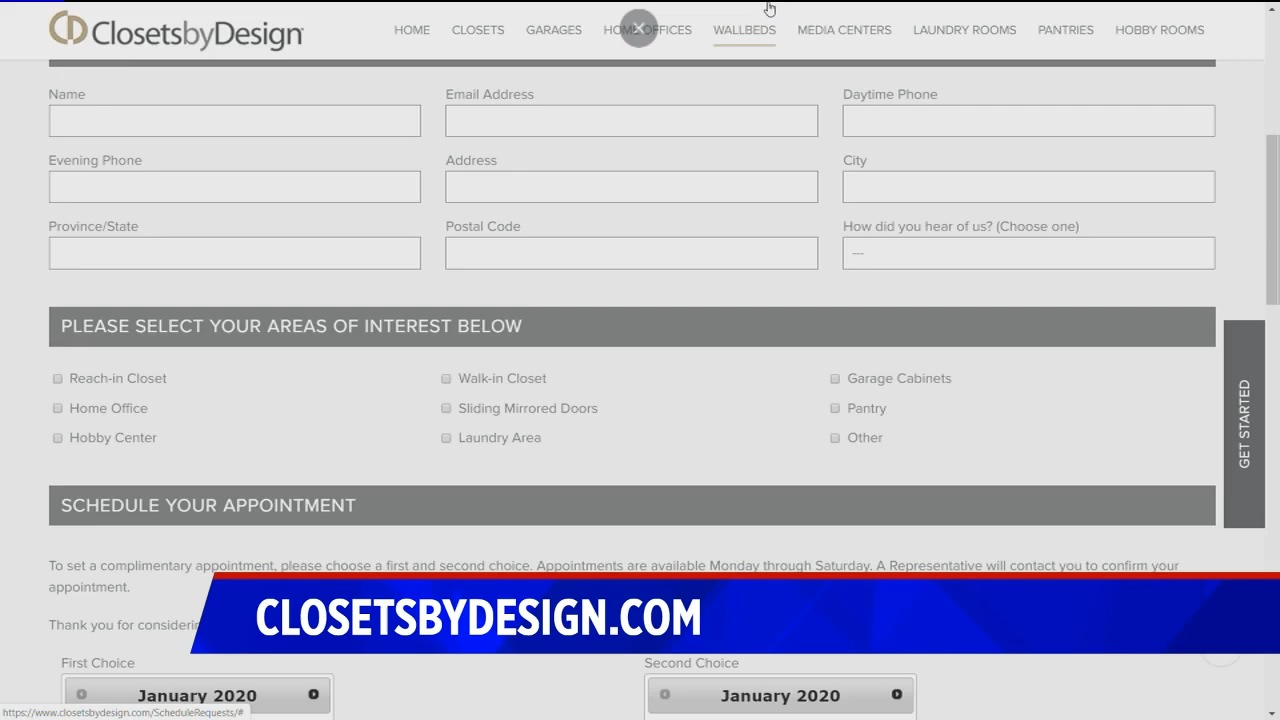 ClosetsbyDesign
HOME CLOSETS GARAGES HOME OFFICES WALLBEDS MEDIA CENTERS LAUNDRY ROOMS PANTRIES HOBBY ROOMS
Name Email Address Daytime Phone
Evening Phone Address City
Province/State Postal Code How did you hear of us? (Choose one)
---
PLEASE SELECT YOUR AREAS OF INTEREST BELOW
Reach-in Closet Walk-in Closet Garage Cabinets
Home Office Sliding Mirrored Doors Pantry
Hobby Center Laundry Area Other
GET STARTED
SCHEDULE YOUR APPOINTMENT
To set a complimentary appointment, please choose a first and second choice. Appointments are available Monday through Saturday. A Representative will contact you to confirm your
appointment.
CLOSETSBYDESIGN.COM
Thank you for
First Choice Second Choice
January 2020 January 2020
https://www.closetsbydesign.com/ScheduleRequests/#